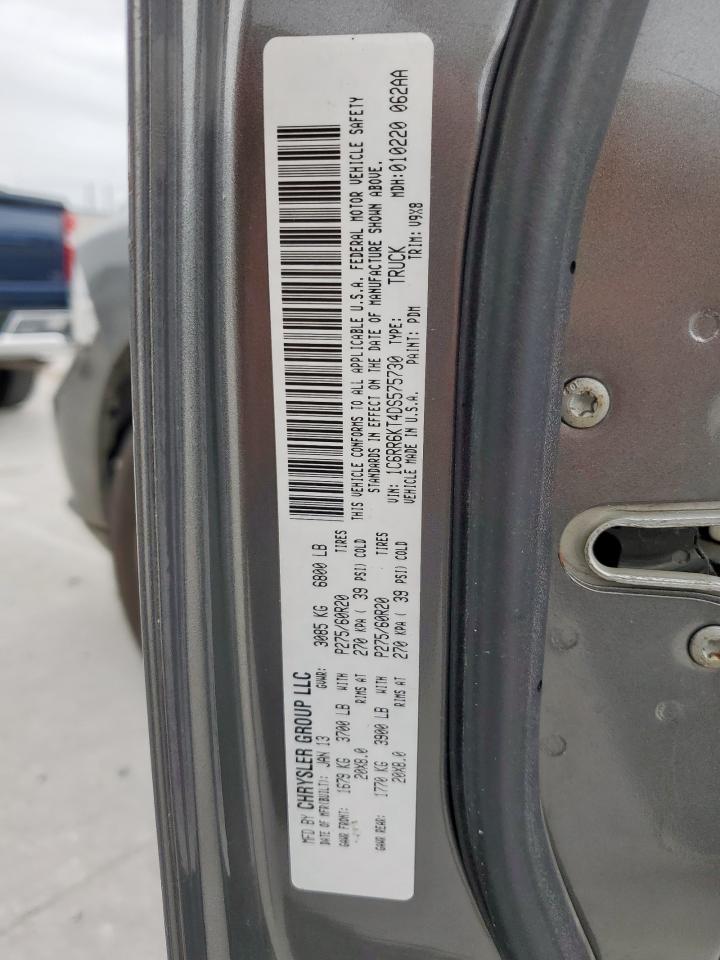 MFD BY CHRYSLER GROUP LLC
DATE OF MFR(BUILT): JAN 13 GVWR: 3085 KG 6800 LB
GAWR FRONT: 1679 KG 3700 LB WITH P275/60R20 TIRES
20X8.0 RIMS AT 270 KPA ( 39 PSI) COLD
GAWR REAR: 1770 KG 3900 LB WITH P275/60R20 TIRES
20X8.0 RIMS AT 270 KPA ( 39 PSI) COLD
THIS VEHICLE CONFORMS TO ALL APPLICABLE U.S.A. FEDERAL MOTOR VEHICLE SAFETY
STANDARDS IN EFFECT ON THE DATE OF MANUFACTURE SHOWN ABOVE.
VIN: 1C6RR6KT4DS575730 TYPE: TRUCK MDH:010220 062AA
VEHICLE MADE IN U.S.A. PAINT: PDM TRIM: V9X8